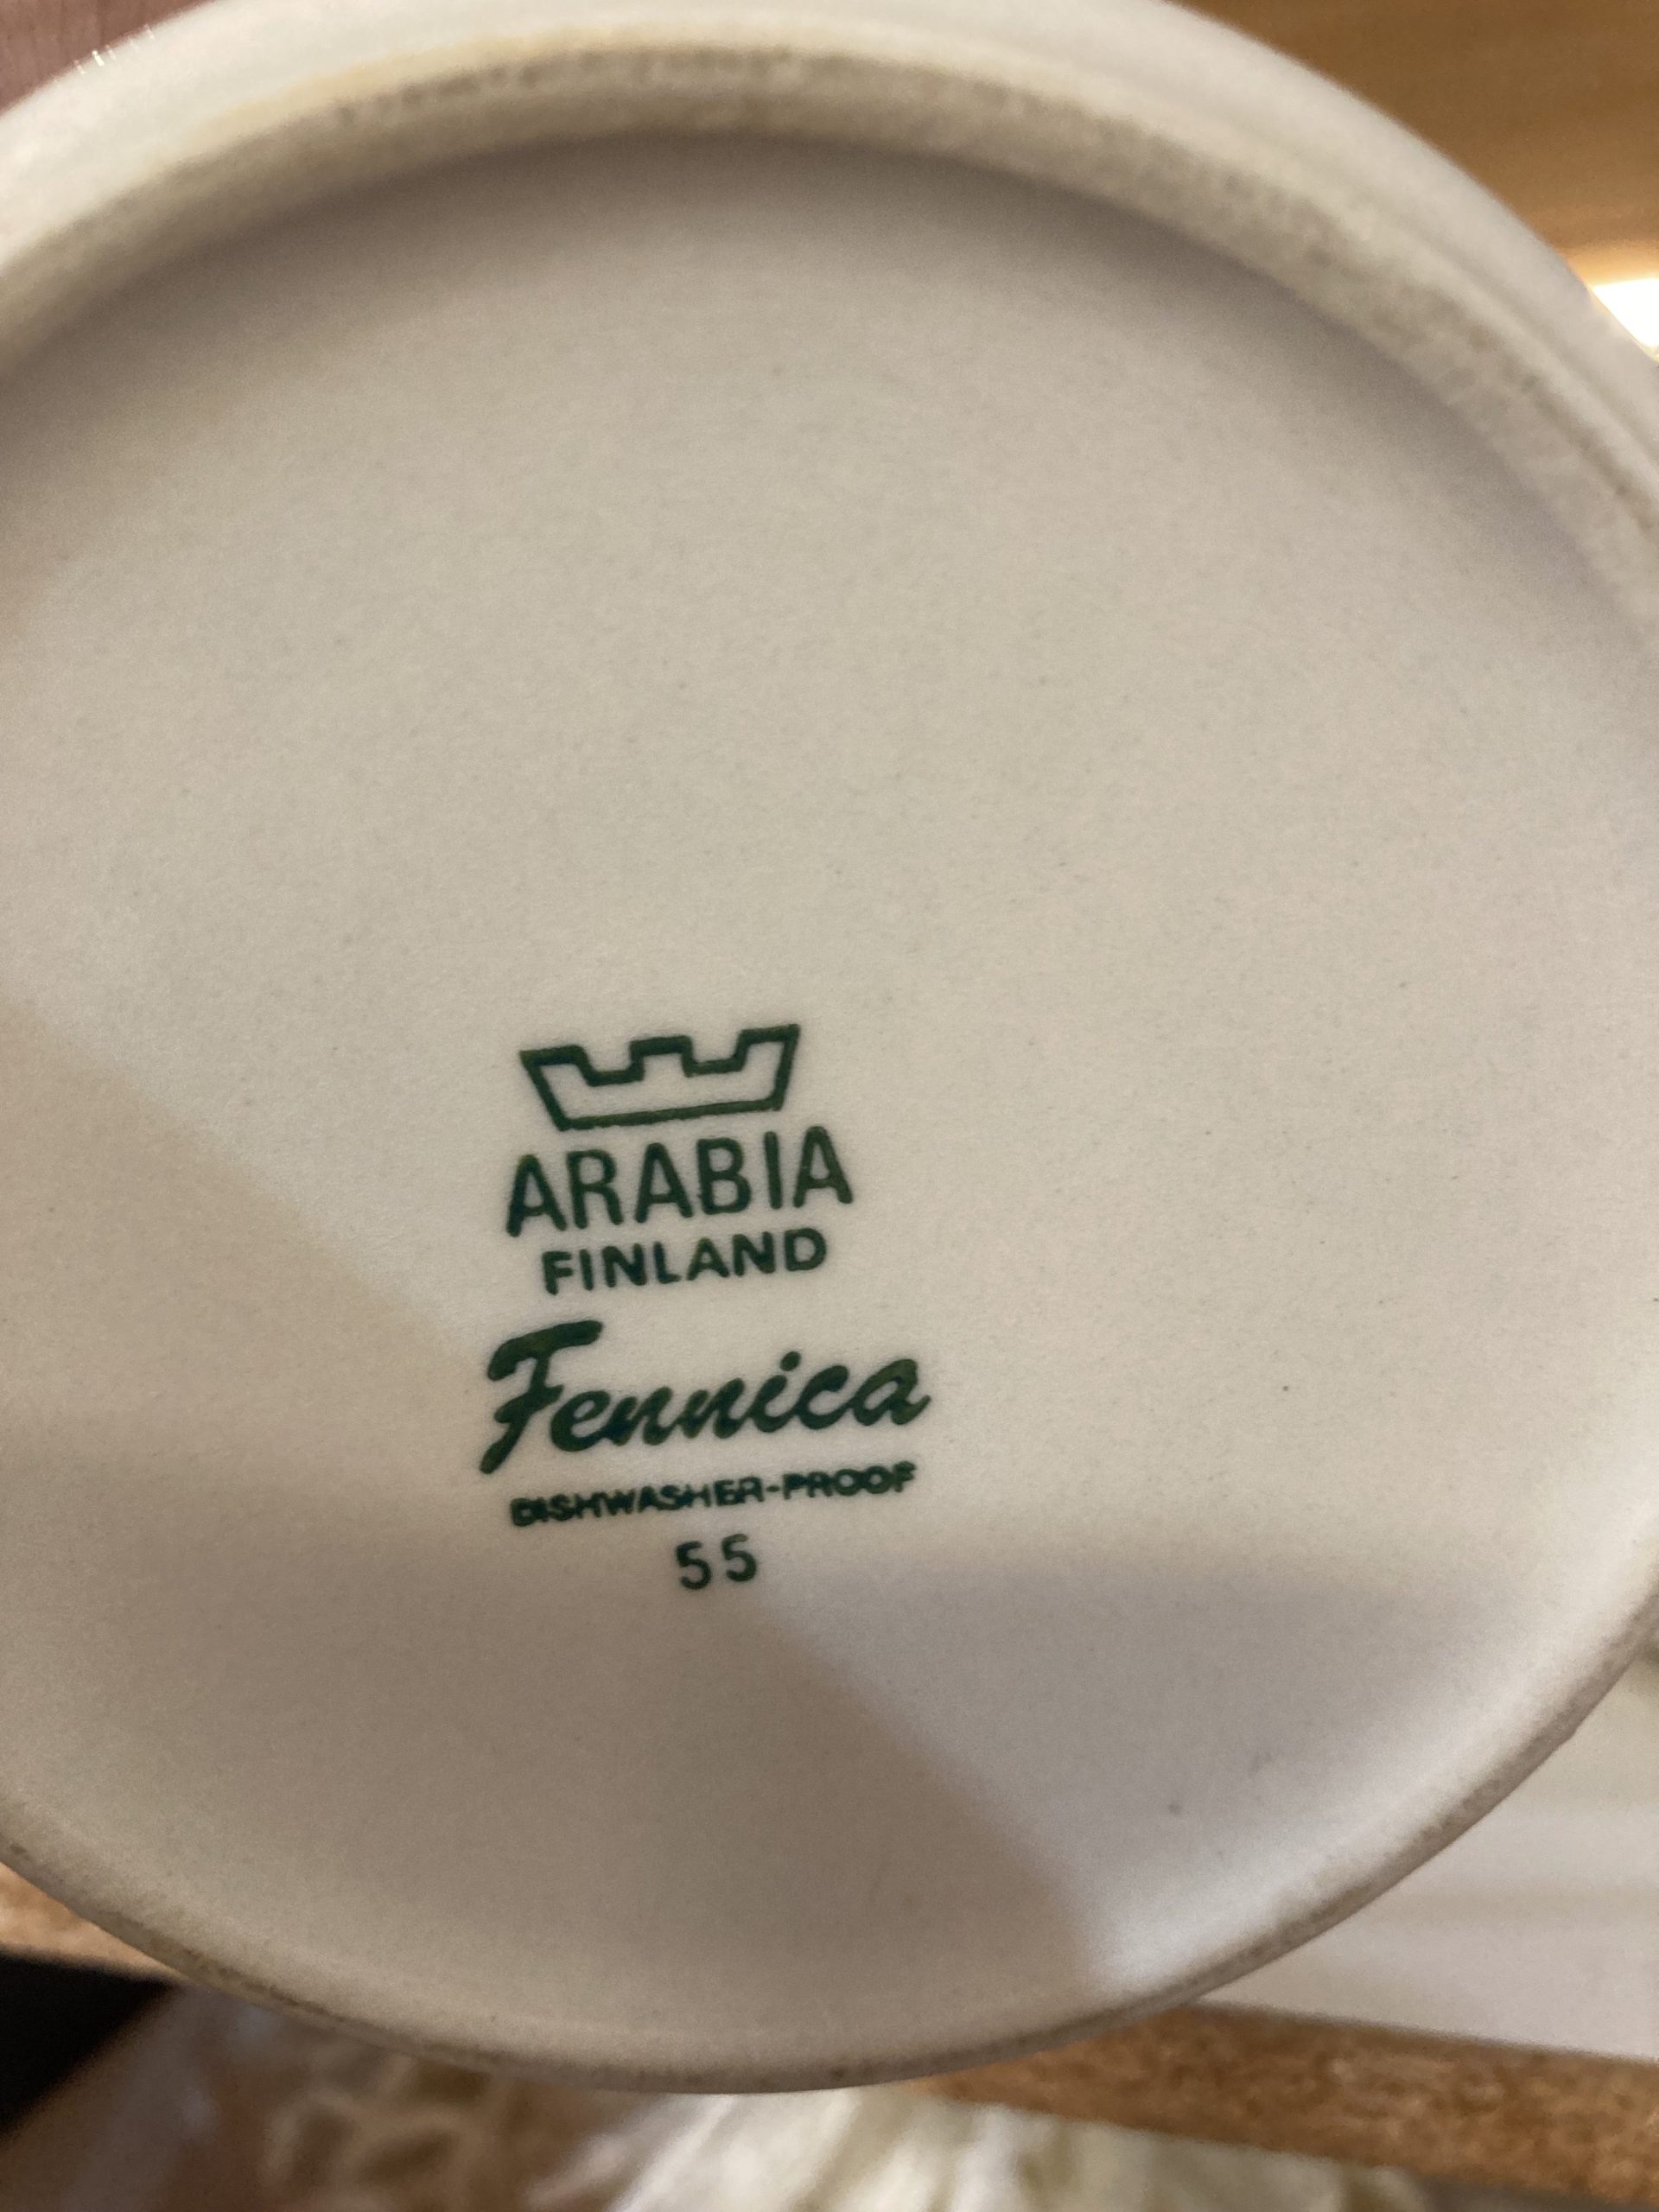 ARABIA
FINLAND
Fennica
DISHWASHER-PROOF
55